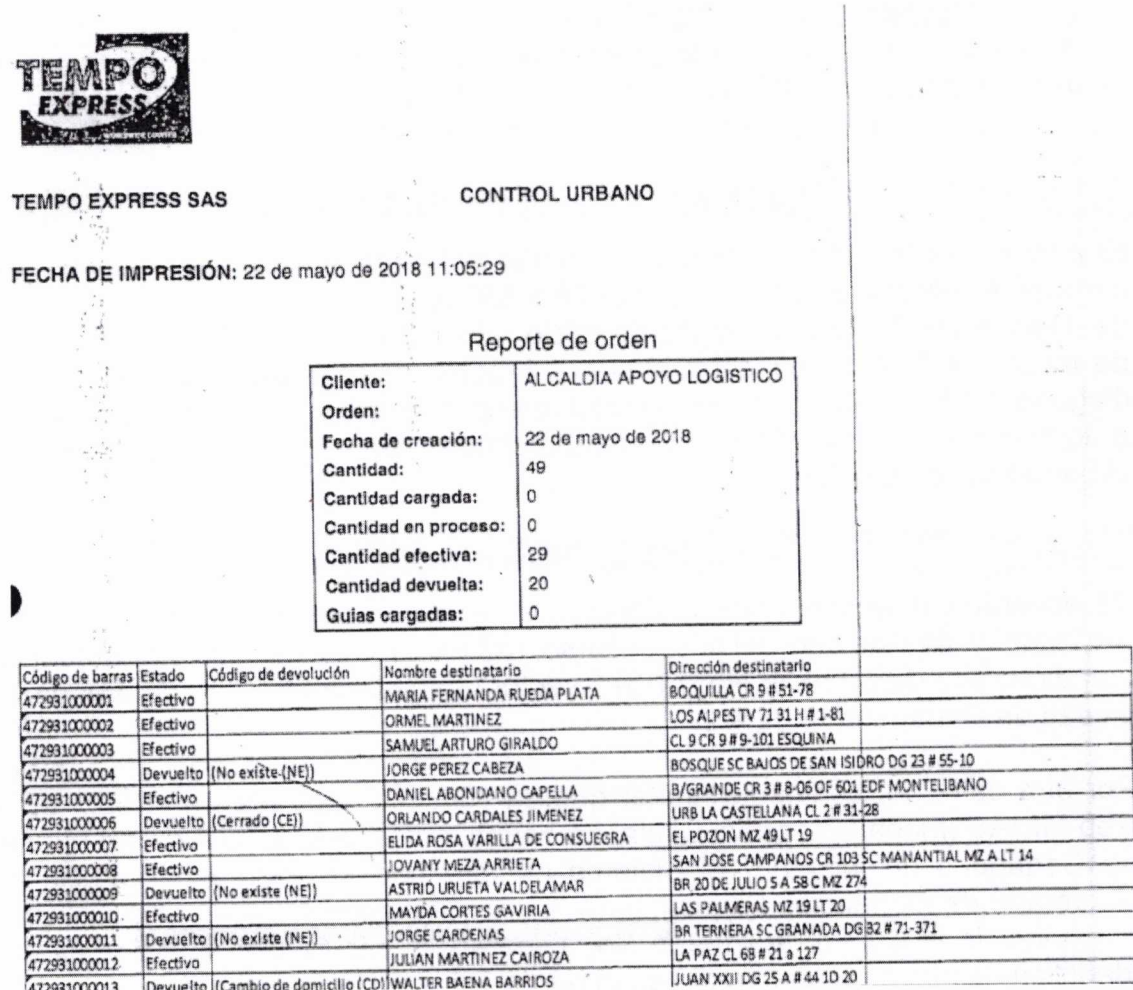 TEMPO
EXPRESS
TEMPO EXPRESS SAS CONTROL URBANO
FECHA DE IMPRESIÓN: 22 de mayo de 2018 11:05:29
Reporte de orden
Cliente: ALCALDIA APOYO LOGISTICO
Orden:
Fecha de creación: 22 de mayo de 2018
Cantidad: 49
Cantidad cargada: 0
Cantidad en proceso: 0
Cantidad efectiva: 29
Cantidad devuelta: 20
Guias cargadas: 0
Código de barras Estado Código de devolución Nombre destinatario Dirección destinatario
472931000001 Efectivo MARIA FERNANDA RUEDA PLATA BOQUILLA CR 9 # 51-78
472931000002 Efectivo ORMEL MARTINEZ LOS ALPES TV 71 31 H # 1-81
472931000003 Efectivo SAMUEL ARTURO GIRALDO CL 9 CR 9 # 9-101 ESQUINA
472931000004 Devuelto (No existe (NE)) JORGE PEREZ CABEZA BOSQUE SC BAJOS DE SAN ISIDRO DG 23 # 55-10
472931000005 Efectivo DANIEL ABONDANO CAPELLA B/GRANDE CR 3 # 8-06 OF 601 EDF MONTELIBANO
472931000006 Devuelto (Cerrado (CE)) ORLANDO CARDALES JIMENEZ URB LA CASTELLANA CL 2 # 31-28
472931000007 Efectivo ELIDA ROSA VARILLA DE CONSUEGRA EL POZON MZ 49 LT 19
472931000008 Efectivo JOVANY MEZA ARRIETA SAN JOSE CAMPANOS CR 103 SC MANANTIAL MZ A LT 14
472931000009 Devuelto (No existe (NE)) ASTRID URUETA VALDELAMAR BR 20 DE JULIO 5 A 58 C MZ 274
472931000010 Efectivo MAYDA CORTES GAVIRIA LAS PALMERAS MZ 19 LT 20
472931000011 Devuelto (No existe (NE)) JORGE CARDENAS BR TERNERA SC GRANADA DG 32 # 71-371
472931000012 Efectivo JULIAN MARTINEZ CAIROZA LA PAZ CL 68 # 21 a 127
472931000013 Devuelto (Cambio de domicilio (CD)) WALTER BAENA BARRIOS JUAN XXII DG 25 A # 44 1D 20